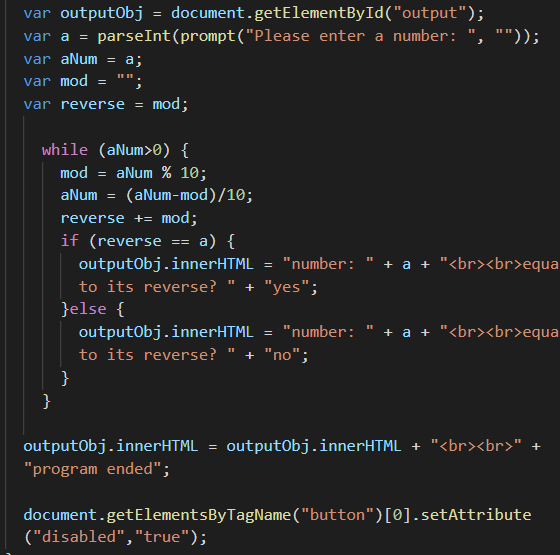 var outputObj = document.getElementById("output");
var a = parseInt(prompt("Please enter a number: ", ""));
var aNum = a;
var mod = "";
var reverse = mod;
while (aNum>0) {
mod = aNum % 10;
aNum = (aNum-mod)/10;
reverse += mod;
if (reverse == a) {
outputObj.innerHTML = "number: " + a + "<br><br>equa
to its reverse? " + "yes";
}else {
outputObj.innerHTML = "number: " + a + "<br><br>equa
to its reverse? " + "no";
}
}
outputObj.innerHTML = outputObj.innerHTML + "<br><br>" +
"program ended";
document.getElementsByTagName("button")[0].setAttribute
("disabled","true");